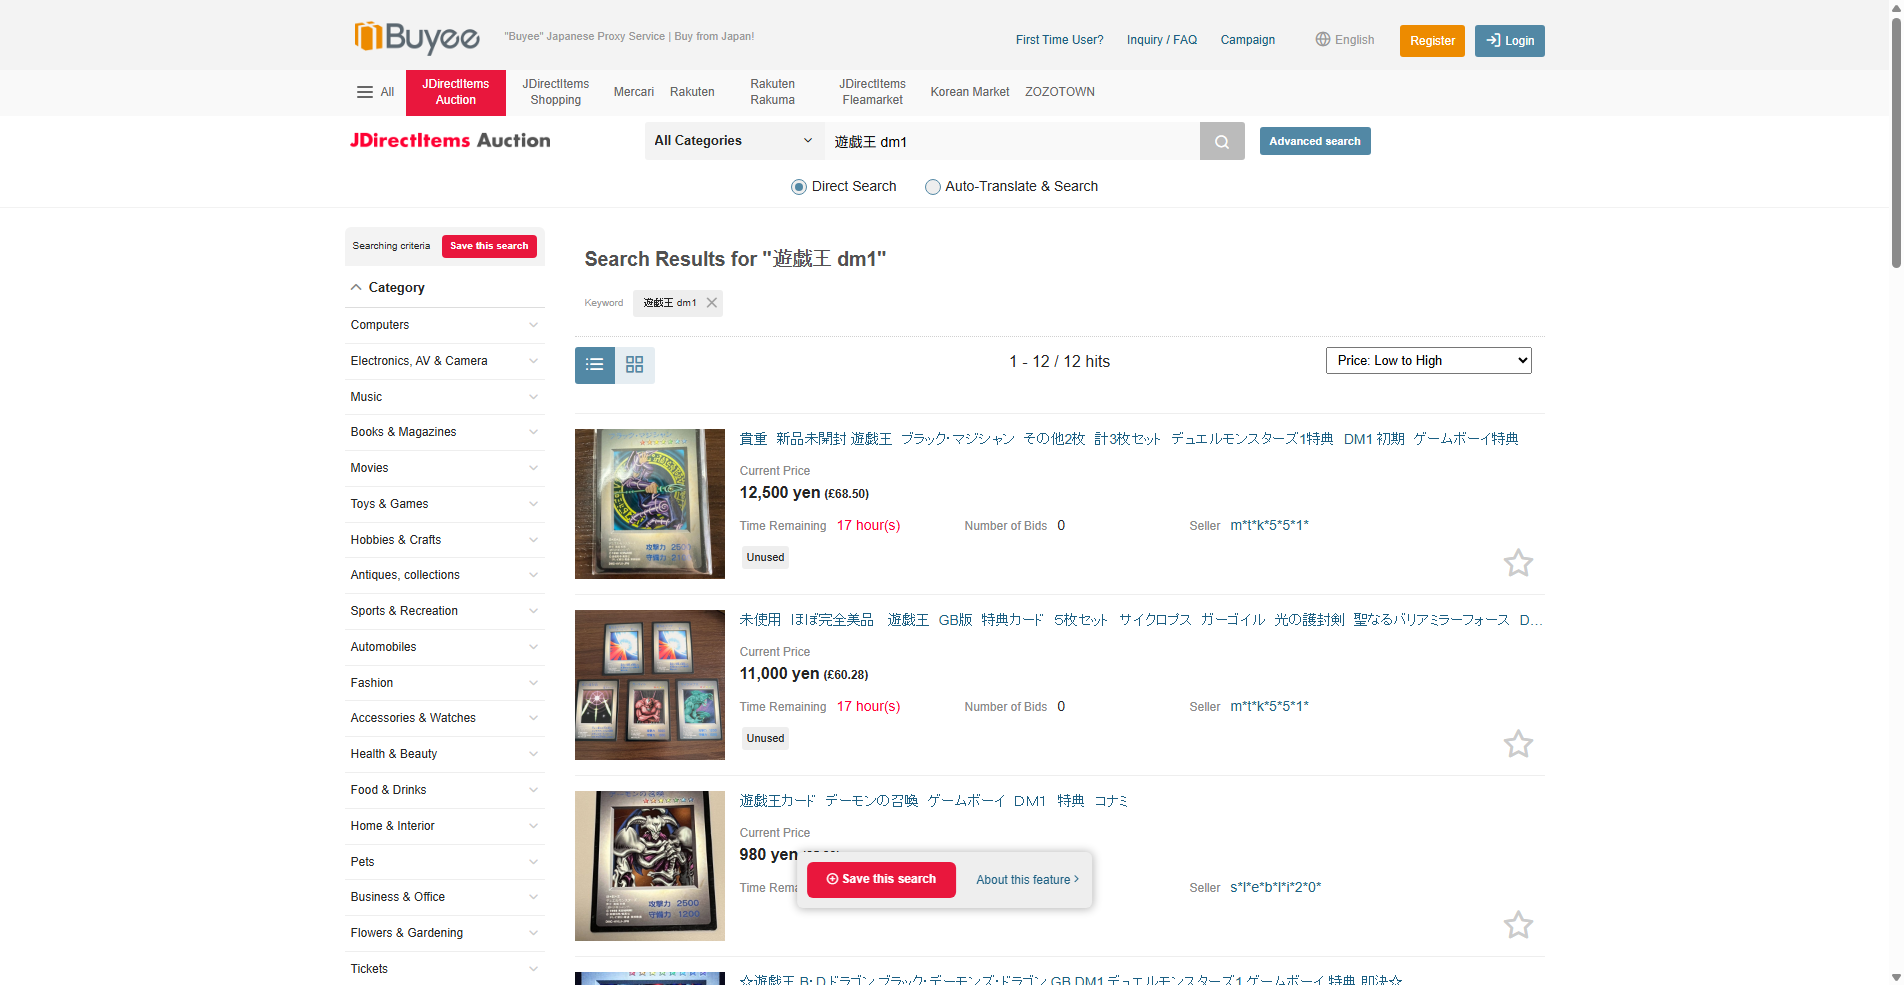 Buyee
"Buyee" Japanese Proxy Service | Buy from Japan!
First Time User?
Inquiry / FAQ
Campaign
English
Register
Login
All
JDirectItems Auction
JDirectItems Shopping
Mercari
Rakuten
Rakuten Rakuma
JDirectItems Fleamarket
Korean Market
ZOZOTOWN
JDirectItems Auction
All Categories
遊戯王 dm1
Advanced search
Direct Search
Auto-Translate & Search
Searching criteria
Save this search
Category
Computers
Electronics, AV & Camera
Music
Books & Magazines
Movies
Toys & Games
Hobbies & Crafts
Antiques, collections
Sports & Recreation
Automobiles
Fashion
Accessories & Watches
Health & Beauty
Food & Drinks
Home & Interior
Pets
Business & Office
Flowers & Gardening
Tickets
Search Results for "遊戯王 dm1"
Keyword
遊戯王 dm1
1 - 12 / 12 hits
Price: Low to High
貴重 新品未開封 遊戯王 ブラック・マジシャン その他2枚 計3枚セット デュエルモンスターズ1特典 DM1 初期 ゲームボーイ特典
Current Price
12,500 yen (£68.50)
Time Remaining 17 hour(s)
Number of Bids 0
Seller m*t*k*5*5*1*
Unused
未使用 ほぼ完全美品 遊戯王 GB版 特典カード 5枚セット サイクロプス ガーゴイル 光の護封剣 聖なるバリアミラーフォース D...
Current Price
11,000 yen (£60.28)
Time Remaining 17 hour(s)
Number of Bids 0
Seller m*t*k*5*5*1*
Unused
遊戯王カード デーモンの召喚 ゲームボーイ DM1 特典 コナミ
Current Price
980 yen
Time Rema
Seller s*l*e*b*l*i*2*0*
Save this search
About this feature
☆遊戯王 B・Dドラゴン ブラック・デーモンズ・ドラゴン GB DM1 デュエルモンスターズ1 ゲームボーイ 特典 即決☆
攻撃力 2500
守備力 2100
攻撃力 2500
守備力 1200